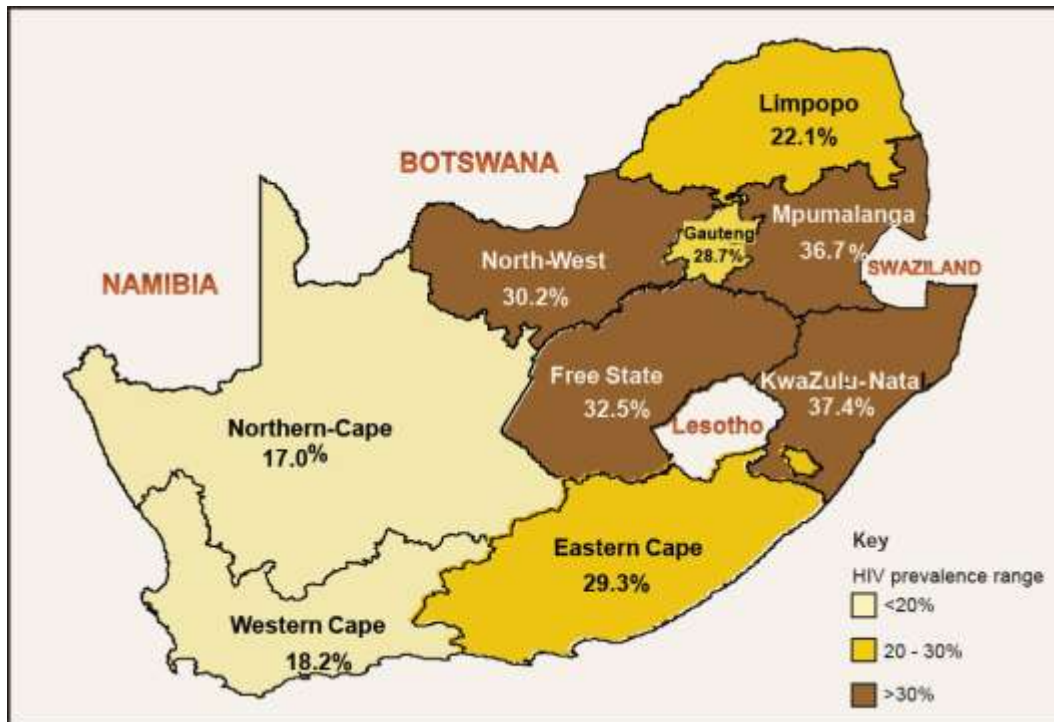 Limpopo
22.1%
BOTSWANA
Mpumalanga
36.7%
Gauteng
28.7%
North-West
30.2%
SWAZILAND
NAMIBIA
Free State
32.5%
KwaZulu-Natal
37.4%
Lesotho
Northern-Cape
17.0%
Eastern Cape
29.3%
Western Cape
18.2%
Key
HIV prevalence range
<20%
20 - 30%
>30%